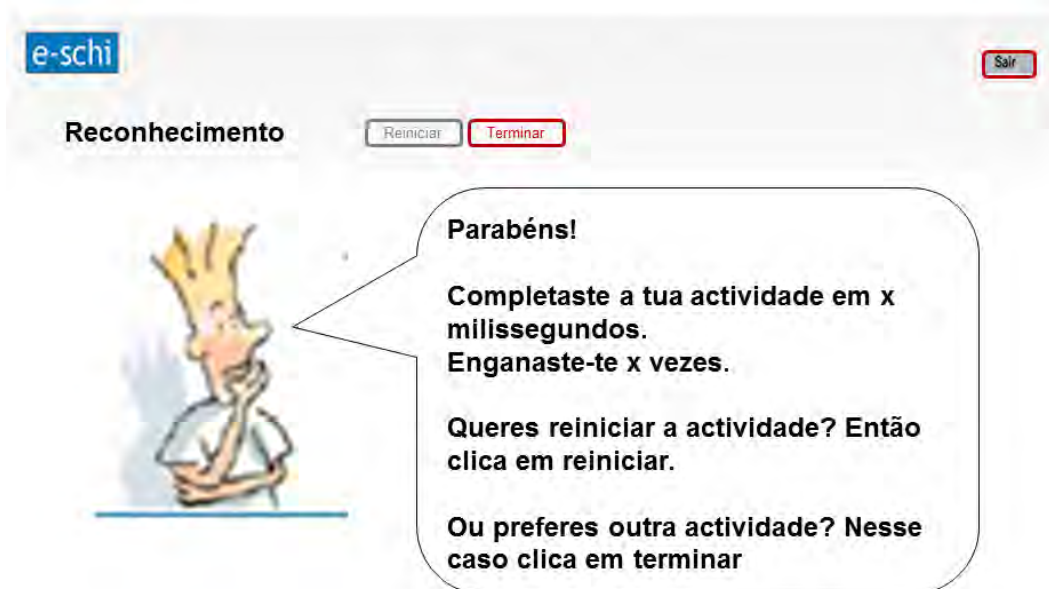 e-schi
Sair
Reconhecimento
Reiniciar
Terminar
Parabéns!
Completaste a tua actividade em x
milissegundos.
Enganaste-te x vezes.
Queres reiniciar a actividade? Então
clica em reiniciar.
Ou preferes outra actividade? Nesse
caso clica em terminar